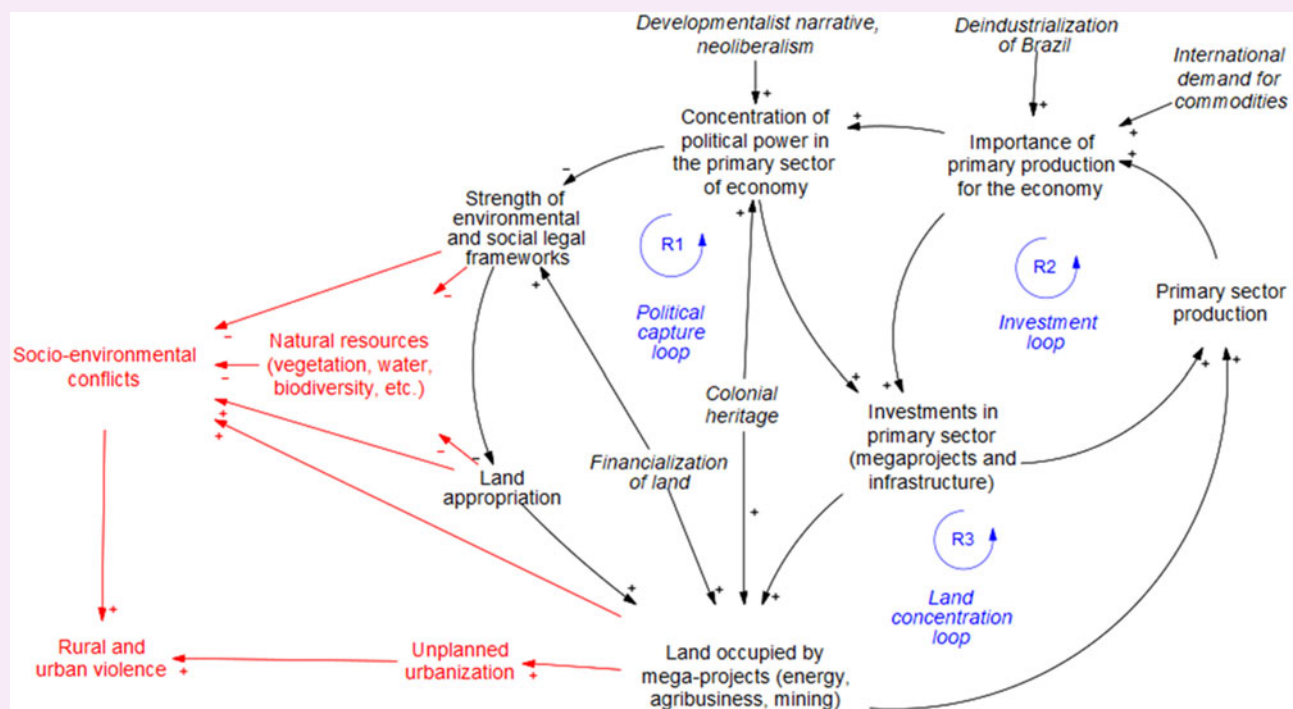 Developmentalist narrative,
neoliberalism
Deindustrialization
of Brazil
International
demand for
commodities
+
+
+
+
+
Concentration of
political power in
the primary sector
of economy
Importance of
primary production
for the economy
–
Strength of
environmental
and social legal
frameworks
+
R1
R2
Political
capture
loop
Investment
loop
Primary sector
production
+
–
–
Natural resources
(vegetation, water,
biodiversity, etc.)
Socio-environmental
conflicts
–
+
+
–
–
Land
appropriation
Colonial
heritage
Financialization
of land
+
+
+
+
Investments in
primary sector
(megaprojects and
infrastructure)
+
R3
Land
concentration
loop
+
+
+
+
Rural and
urban violence
+
Unplanned
urbanization
+
Land occupied by
mega-projects (energy,
agribusiness, mining)